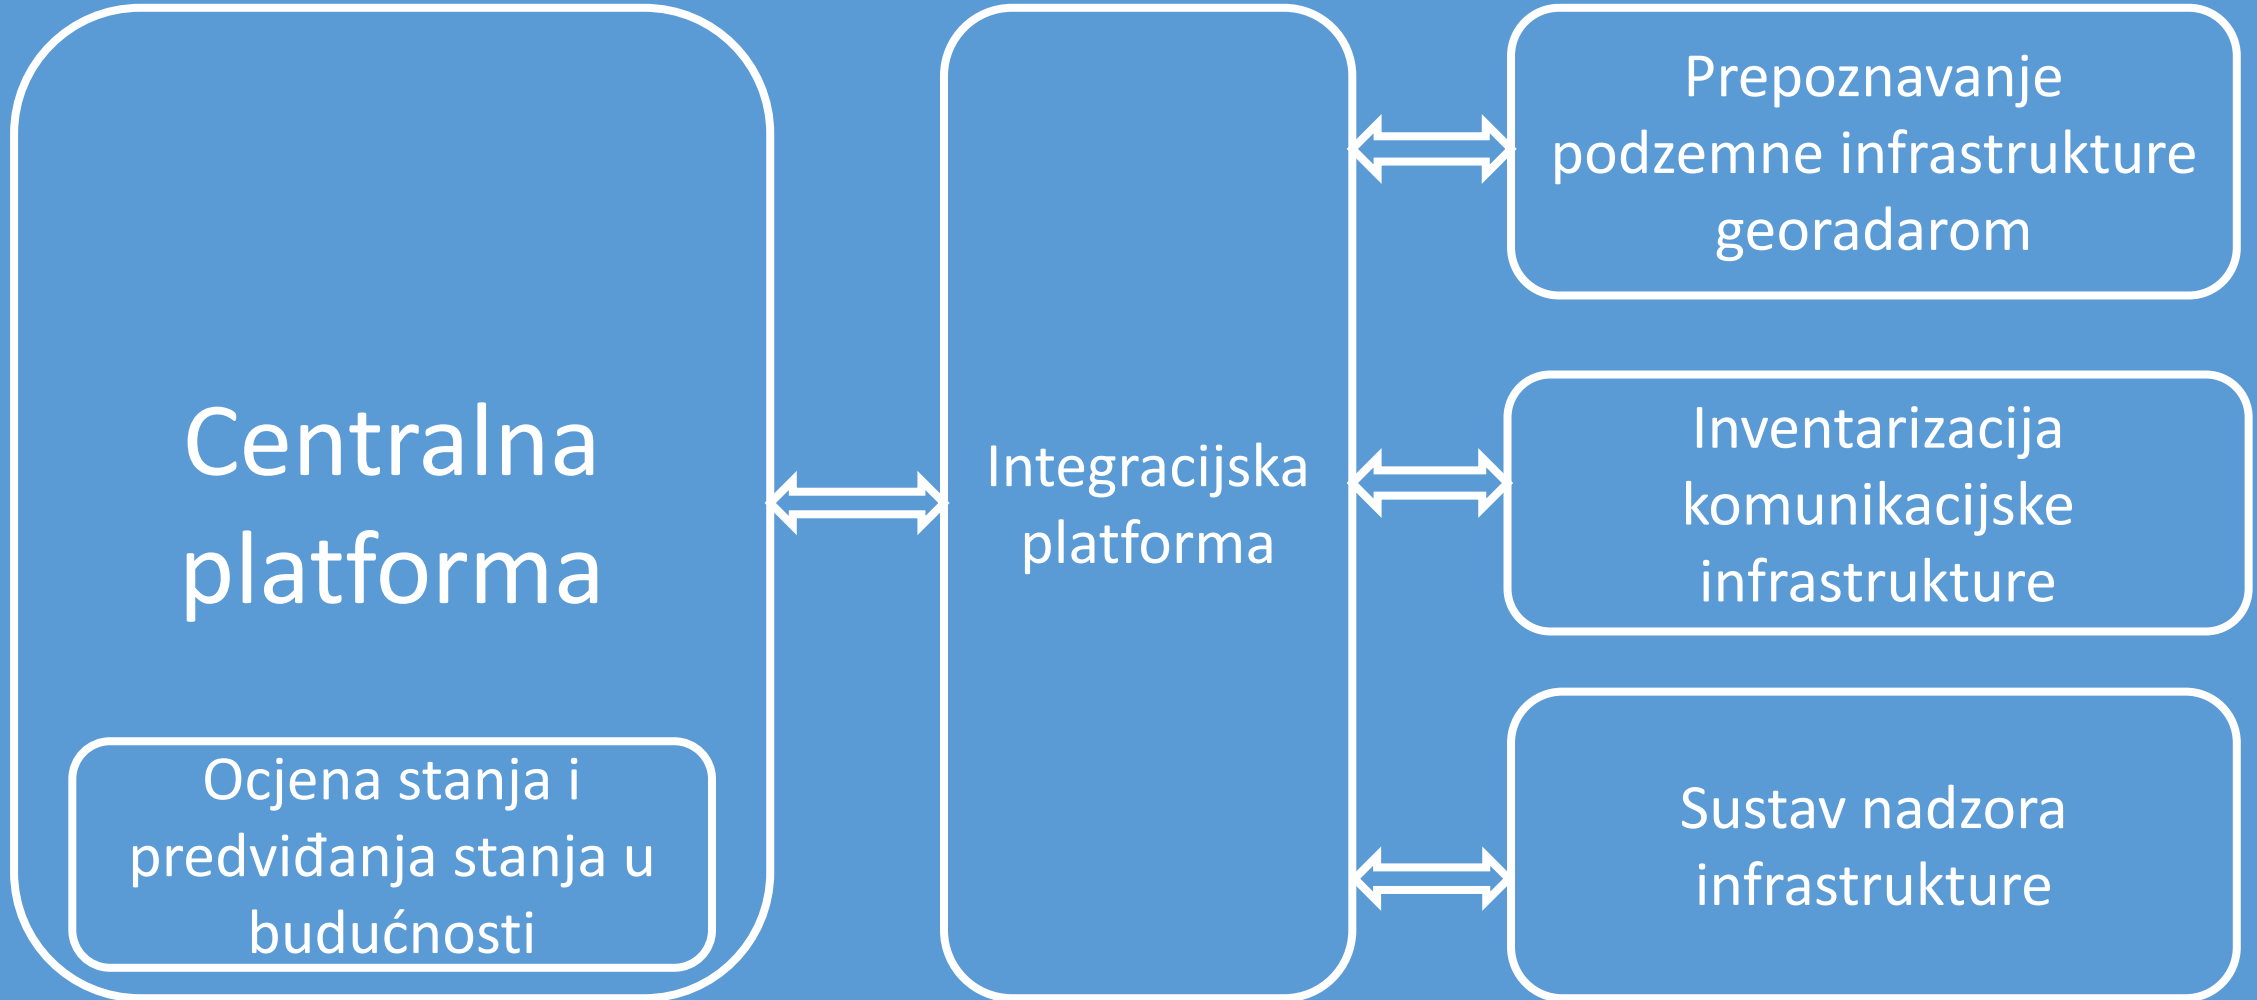 Centralna
platforma
Ocjena stanja i
predviđanja stanja u
budućnosti
Integracijska
platforma
Prepoznavanje
podzemne infrastrukture
georadarom
Inventarizacija
komunikacijske
infrastrukture
Sustav nadzora
infrastrukture